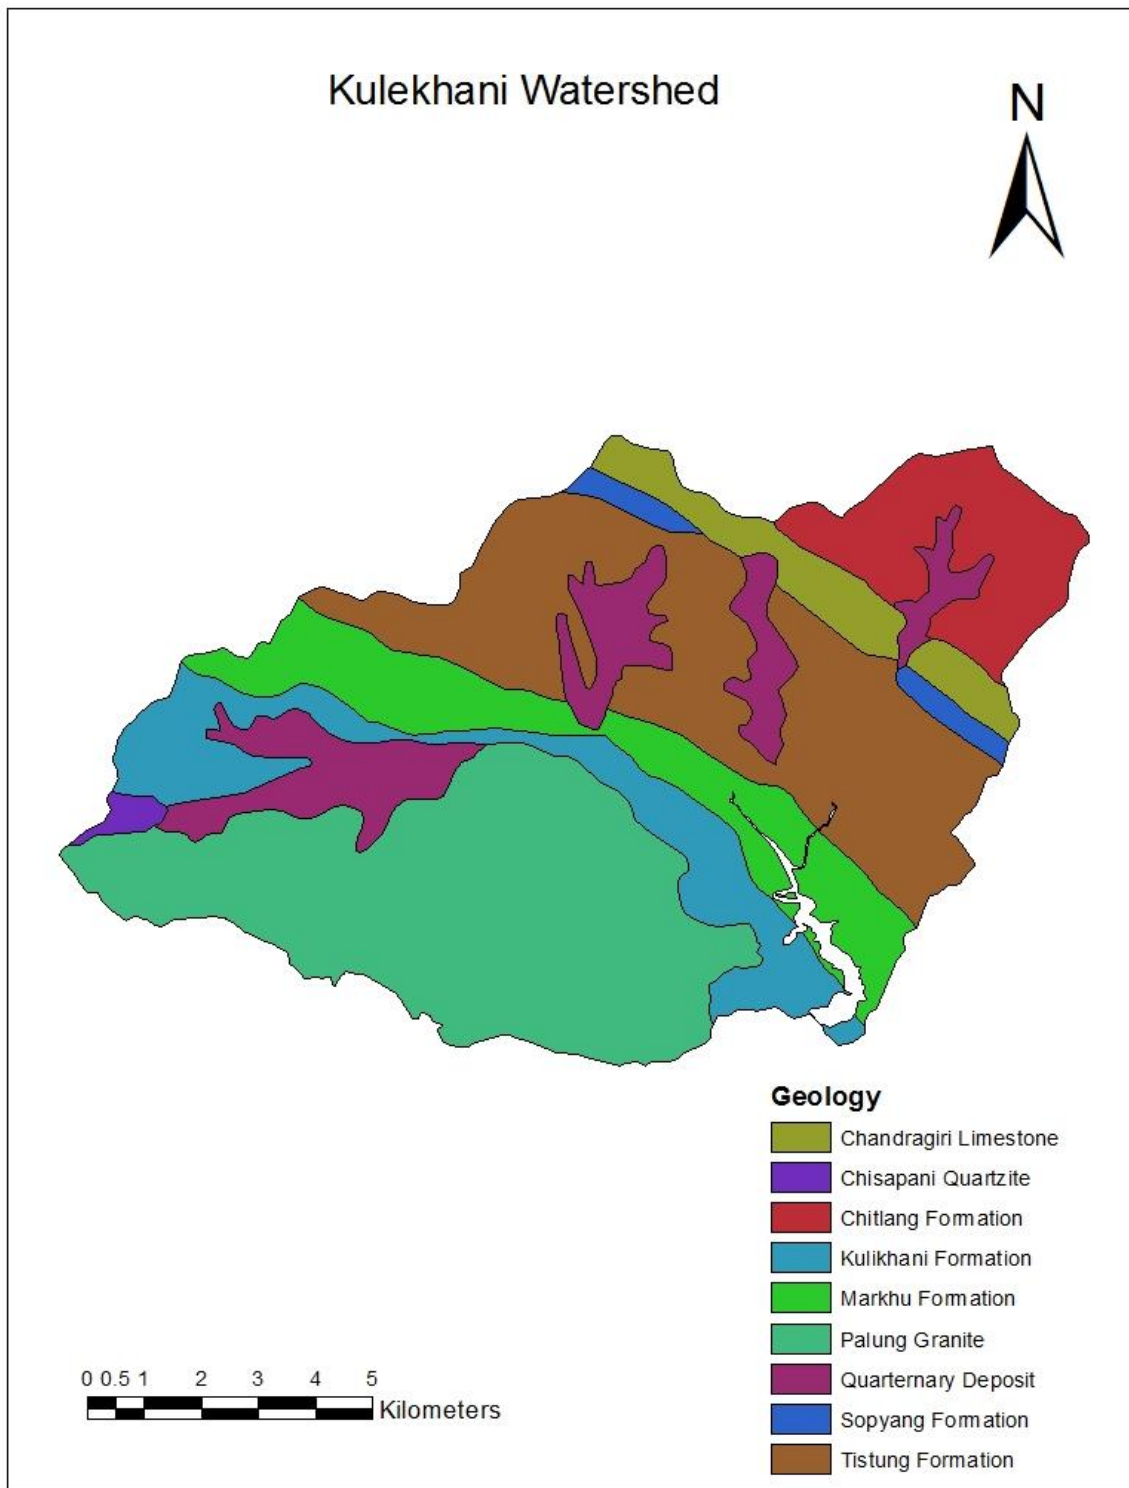 Kulekhani Watershed
N
Geology
Chandragiri Limestone
Chisapani Quartzite
Chitlang Formation
Kulikhani Formation
Markhu Formation
Palung Granite
Quarternary Deposit
Sopyang Formation
Tistung Formation
0 0.5 1 2 3 4 5
Kilometers